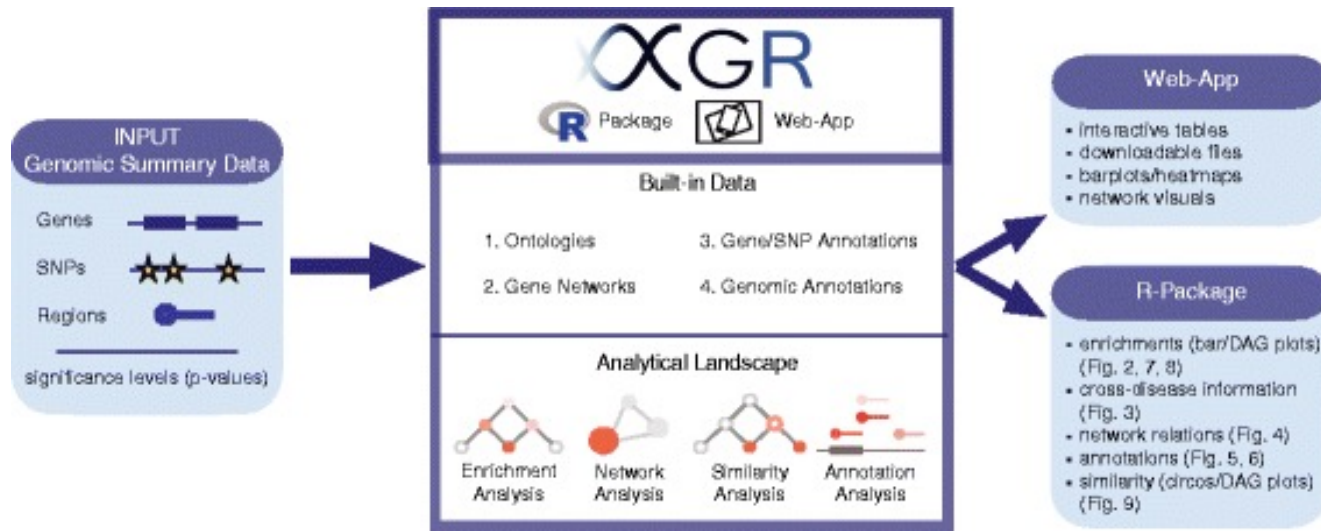 INPUT
Genomic Summary Data
Genes
SNPs
Regions
significance levels (p-values)
XGR
R Package Web-App
Built-in Data
1. Ontologies
2. Gene Networks
3. Gene/SNP Annotations
4. Genomic Annotations
Analytical Landscape
Enrichment
Analysis
Network
Analysis
Similarity
Analysis
Annotation
Analysis
Web-App
▪ interactive tables
▪ downloadable files
▪ barplots/heatmaps
▪ network visuals
R-Package
▪ enrichments (bar/DAG plots)
(Fig. 2, 7, 8)
▪ cross-disease information
(Fig. 3)
▪ network relations (Fig. 4)
▪ annotations (Fig. 5, 6)
▪ similarity (circos/DAG plots)
(Fig. 9)